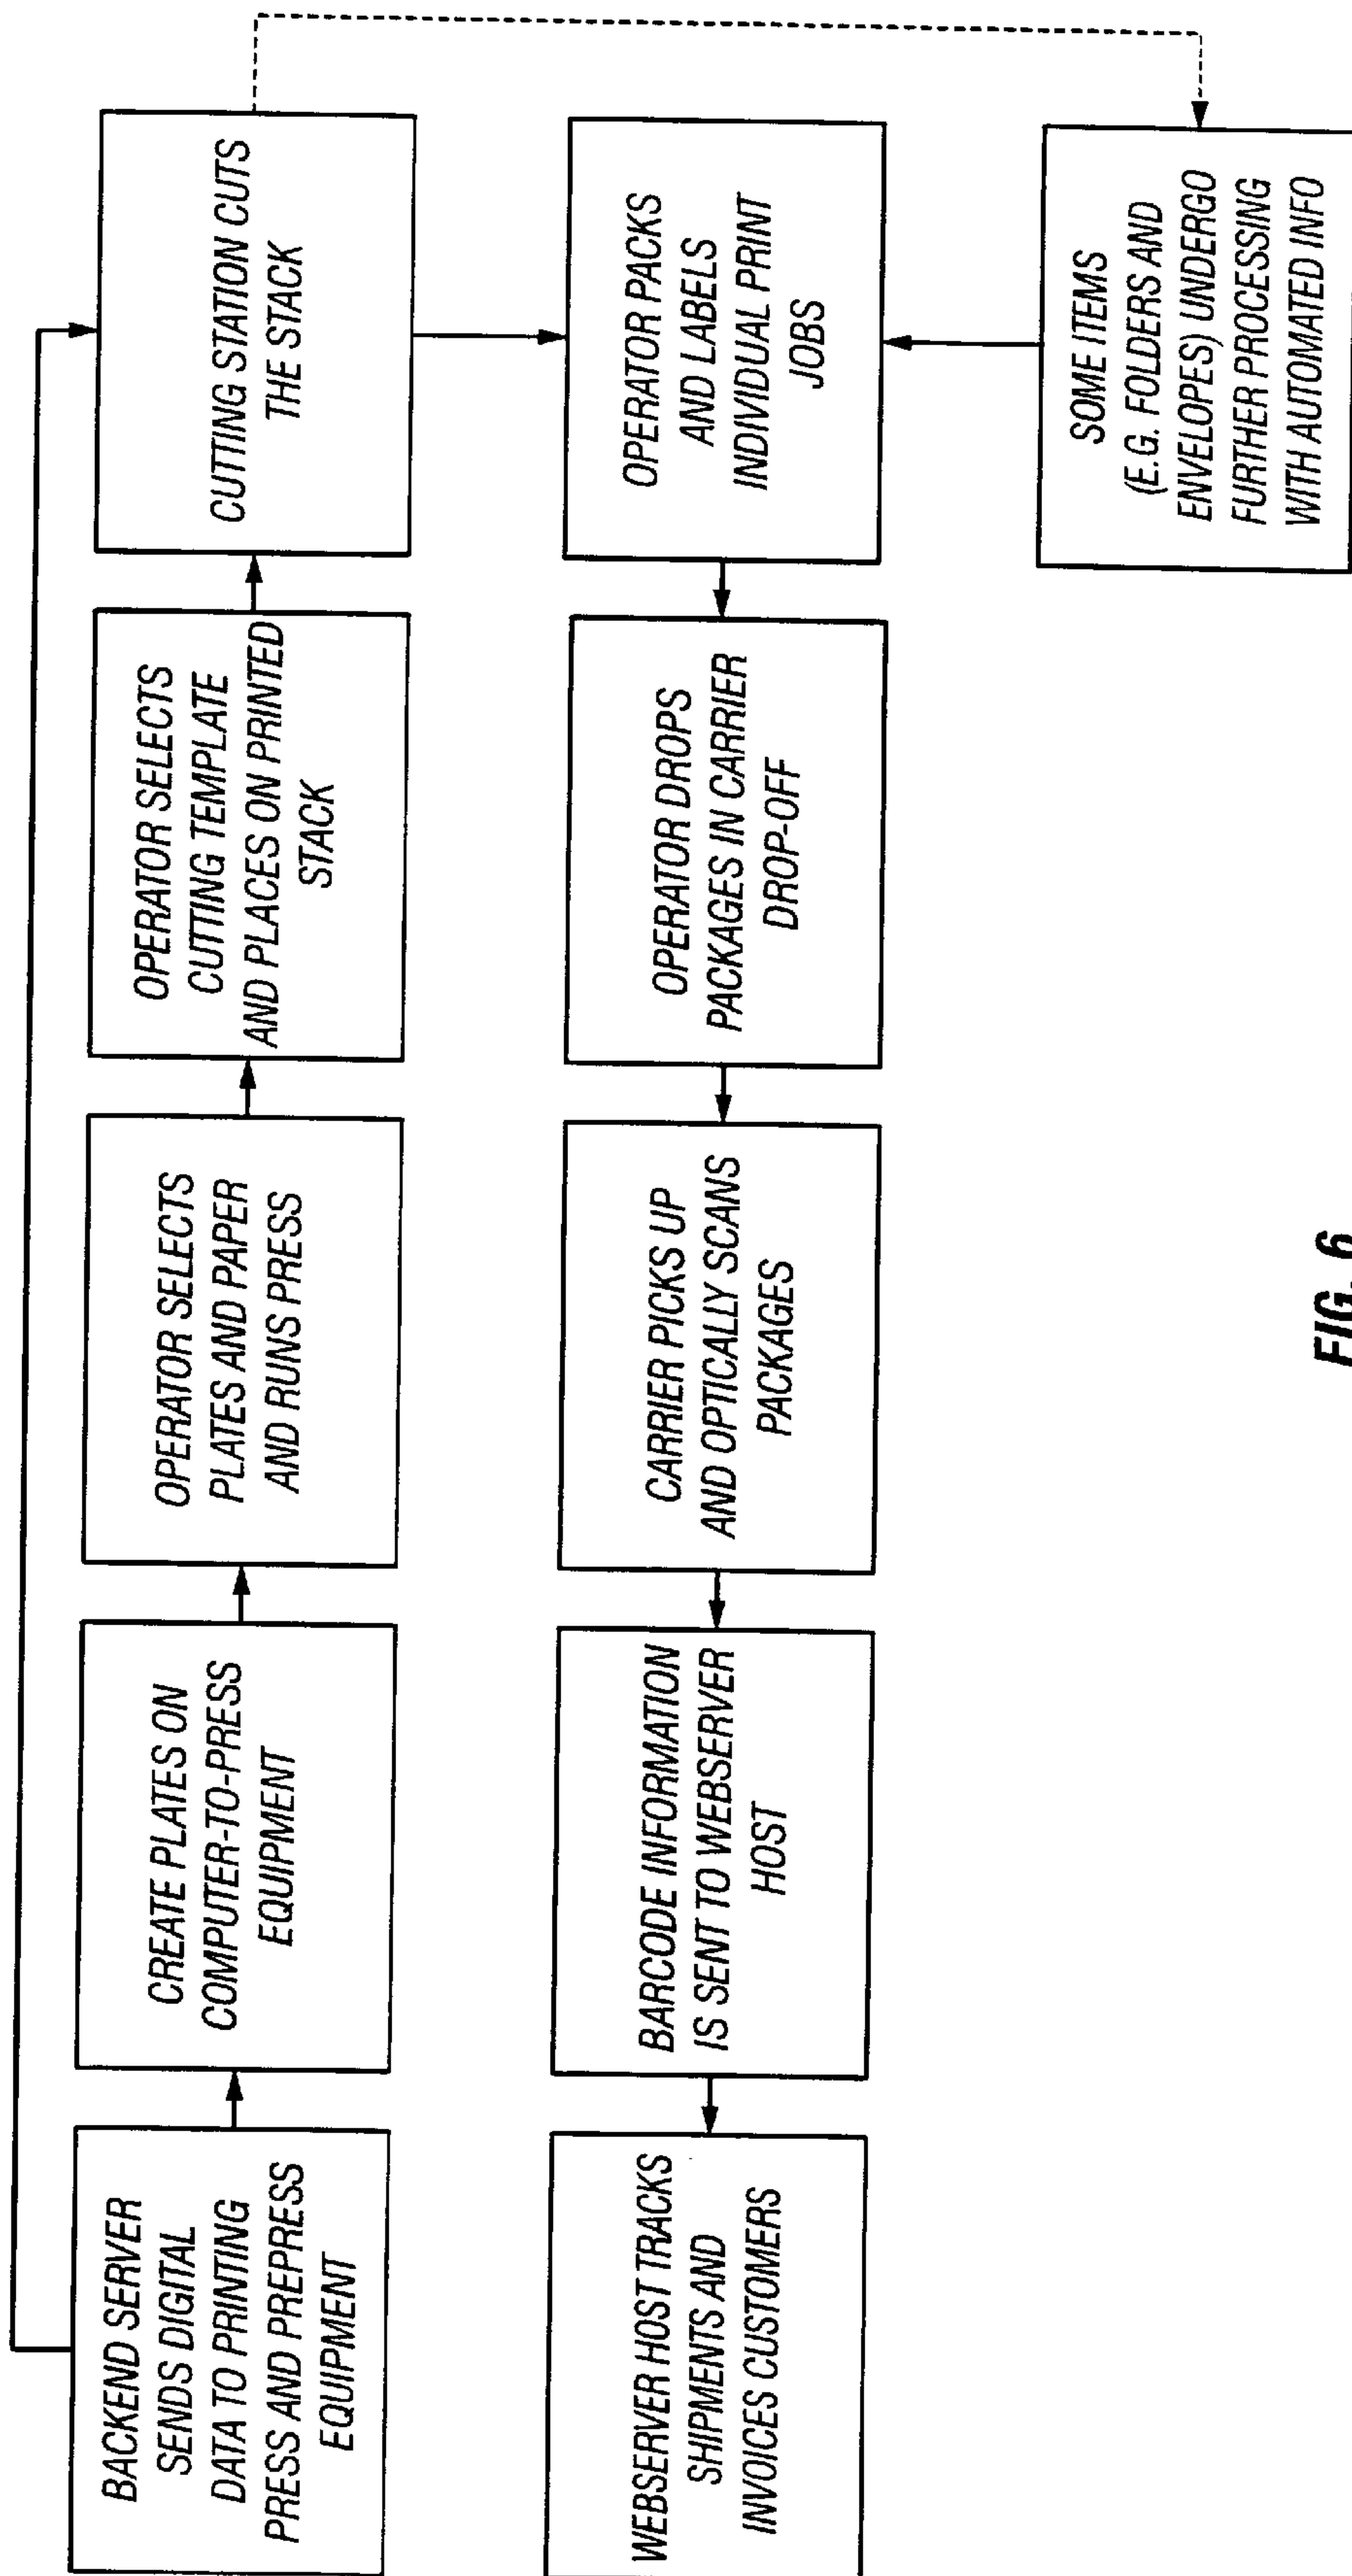 BACKEND SERVER
SENDS DIGITAL
DATA TO PRINTING
PRESS AND PREPRESS
EQUIPMENT
CREATE PLATES ON
COMPUTER-TO-PRESS
EQUIPMENT
OPERATOR SELECTS
PLATES AND PAPER
AND RUNS PRESS
OPERATOR SELECTS
CUTTING TEMPLATE
AND PLACES ON PRINTED
STACK
CUTTING STATION CUTS
THE STACK
WEBSERVER HOST TRACKS
SHIPMENTS AND
INVOICES CUSTOMERS
BARCODE INFORMATION
IS SENT TO WEBSERVER
HOST
CARRIER PICKS UP
AND OPTICALLY SCANS
PACKAGES
OPERATOR DROPS
PACKAGES IN CARRIER
DROP-OFF
OPERATOR PACKS
AND LABELS
INDIVIDUAL PRINT
JOBS
SOME ITEMS
(E.G. FOLDERS AND
ENVELOPES) UNDERGO
FURTHER PROCESSING
WITH AUTOMATED INFO
FIG. 6